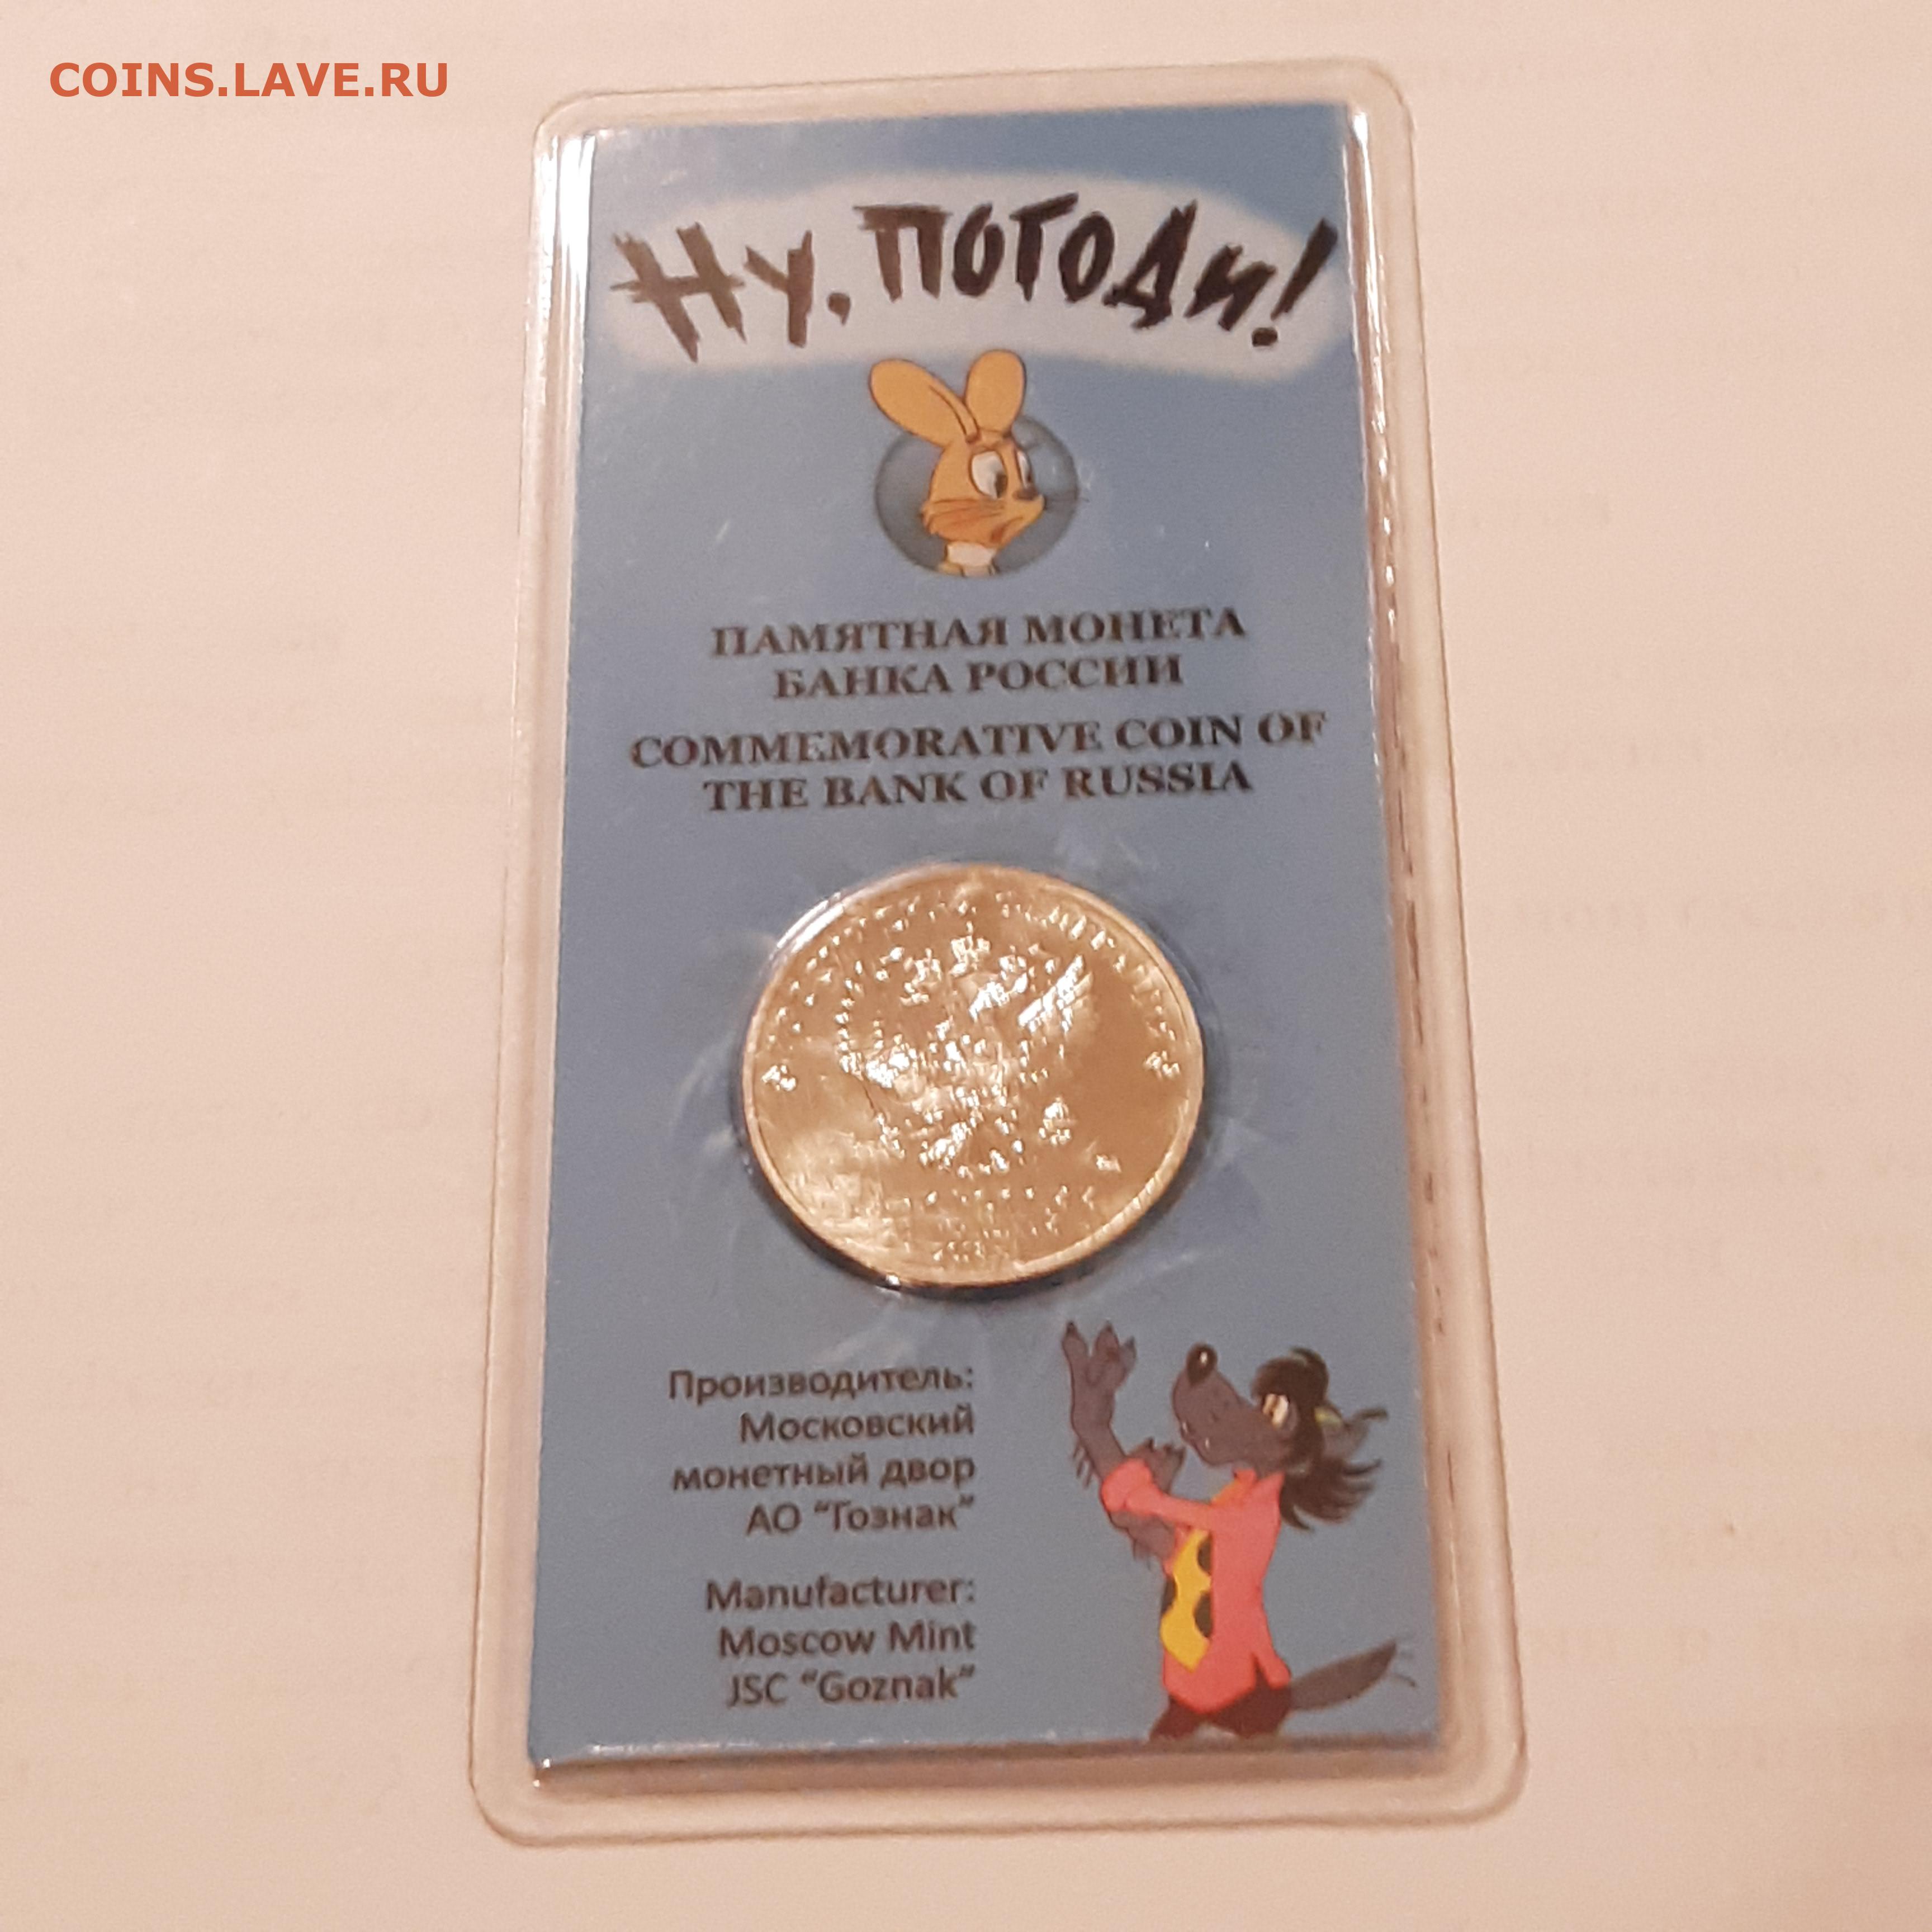 COINS.LAVE.RU
Ну, ПОГОДИ!
ПАМЯТНАЯ МОНЕТА
БАНКА РОССИИ
COMMEMORATIVE COIN OF
THE BANK OF RUSSIA
Производитель:
Московский
монетный двор
АО "Гознак"
Manufacturer:
Moscow Mint
JSC "Goznak"